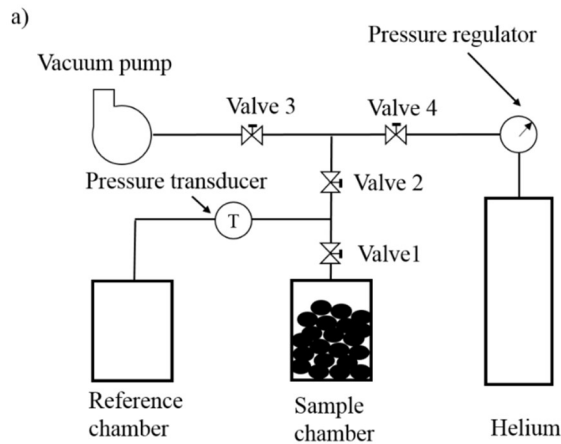 a)
Pressure regulator
Vacuum pump
Valve 3
Valve 4
Pressure transducer
Valve 2
T
Valve1
Reference
chamber
Sample
chamber
Helium